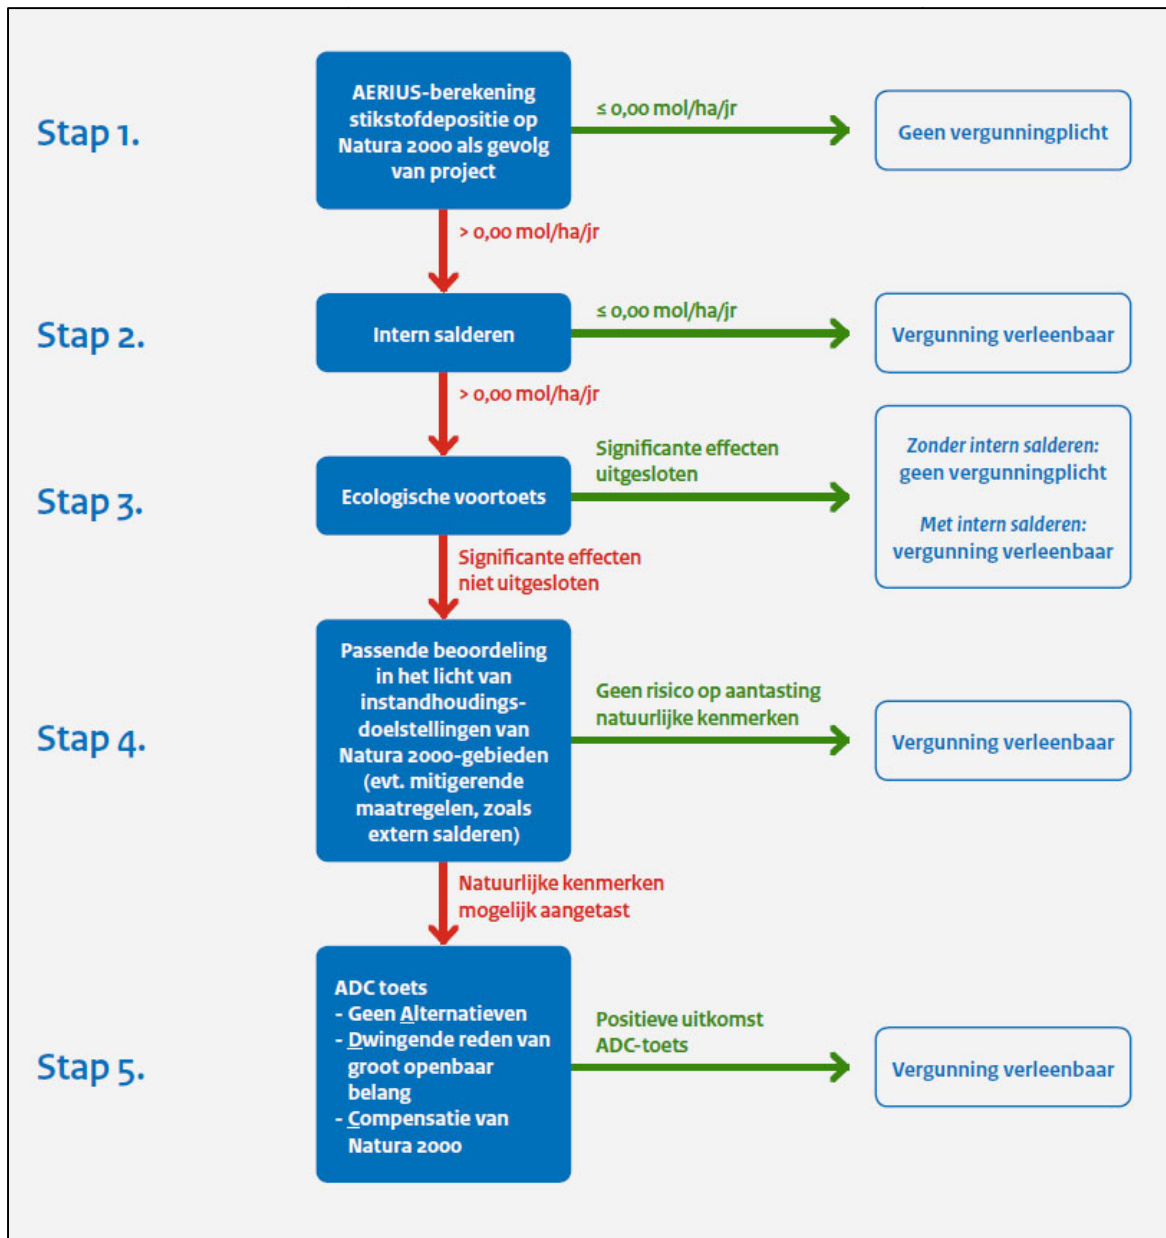 Stap 1.
AERIUS-berekening
stikstofdepositie op
Natura 2000 als gevolg
van project
≤ 0,00 mol/ha/jr
Geen vergunningplicht
> 0,00 mol/ha/jr
Stap 2.
Intern salderen
≤ 0,00 mol/ha/jr
Vergunning verleenbaar
> 0,00 mol/ha/jr
Stap 3.
Ecologische voortoets
Significante effecten
uitgesloten
Zonder intern salderen:
geen vergunningplicht
Met intern salderen:
vergunning verleenbaar
Significante effecten
niet uitgesloten
Stap 4.
Passende beoordeling
in het licht van
instandhoudings-
doelstellingen van
Natura 2000-gebieden
(evt. mitigerende
maatregelen, zoals
extern salderen)
Geen risico op aantasting
natuurlijke kenmerken
Vergunning verleenbaar
Natuurlijke kenmerken
mogelijk aangetast
Stap 5.
ADC toets
- Geen Alternatieven
- Dwingende reden van
groot openbaar
belang
- Compensatie van
Natura 2000
Positieve uitkomst
ADC-toets
Vergunning verleenbaar